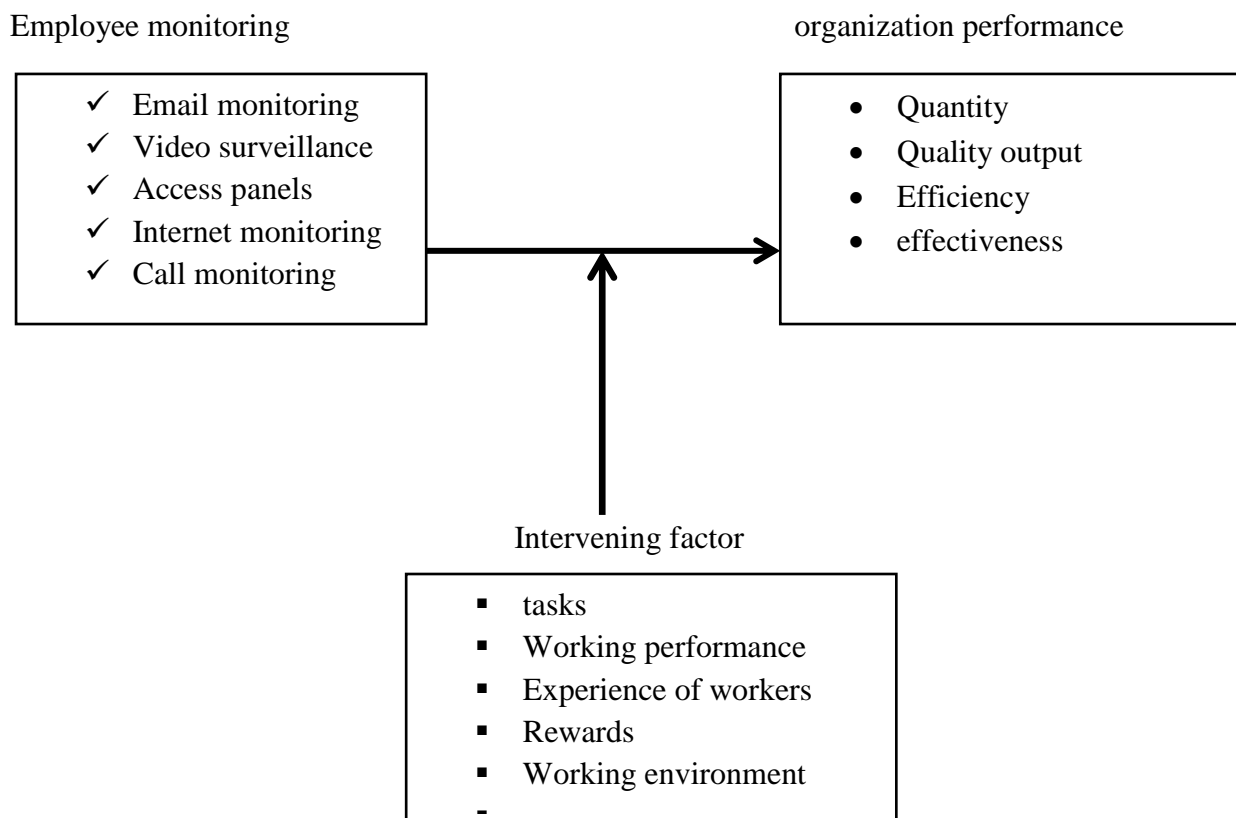 Employee monitoring
organization performance
✓ Email monitoring
✓ Video surveillance
✓ Access panels
✓ Internet monitoring
✓ Call monitoring
• Quantity
• Quality output
• Efficiency
• effectiveness
Intervening factor
▪ tasks
▪ Working performance
▪ Experience of workers
▪ Rewards
▪ Working environment